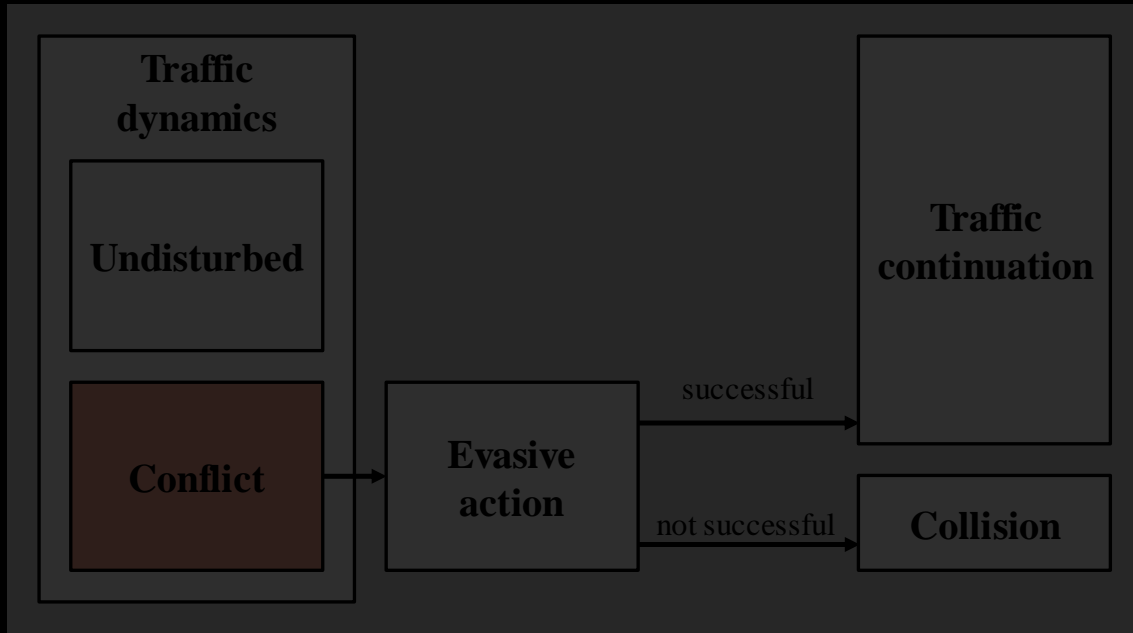 Traffic
dynamics
Undisturbed
Conflict
Evasive
action
successful
not successful
Traffic
continuation
Collision